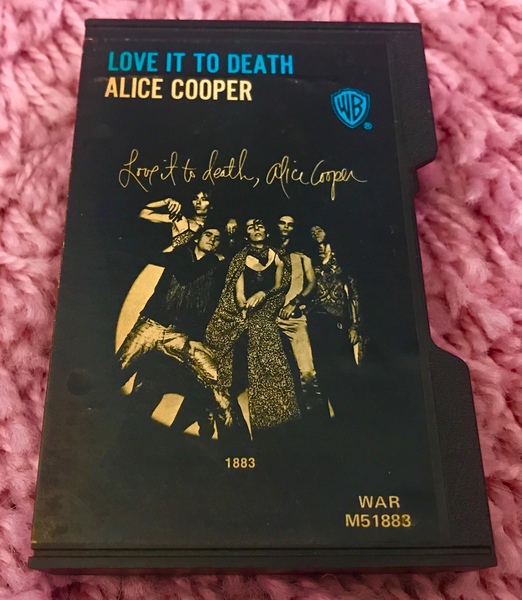 LOVE IT TO DEATH
ALICE COOPER
WB
®
Love it to death, Alice Cooper
1883
WAR
M51883